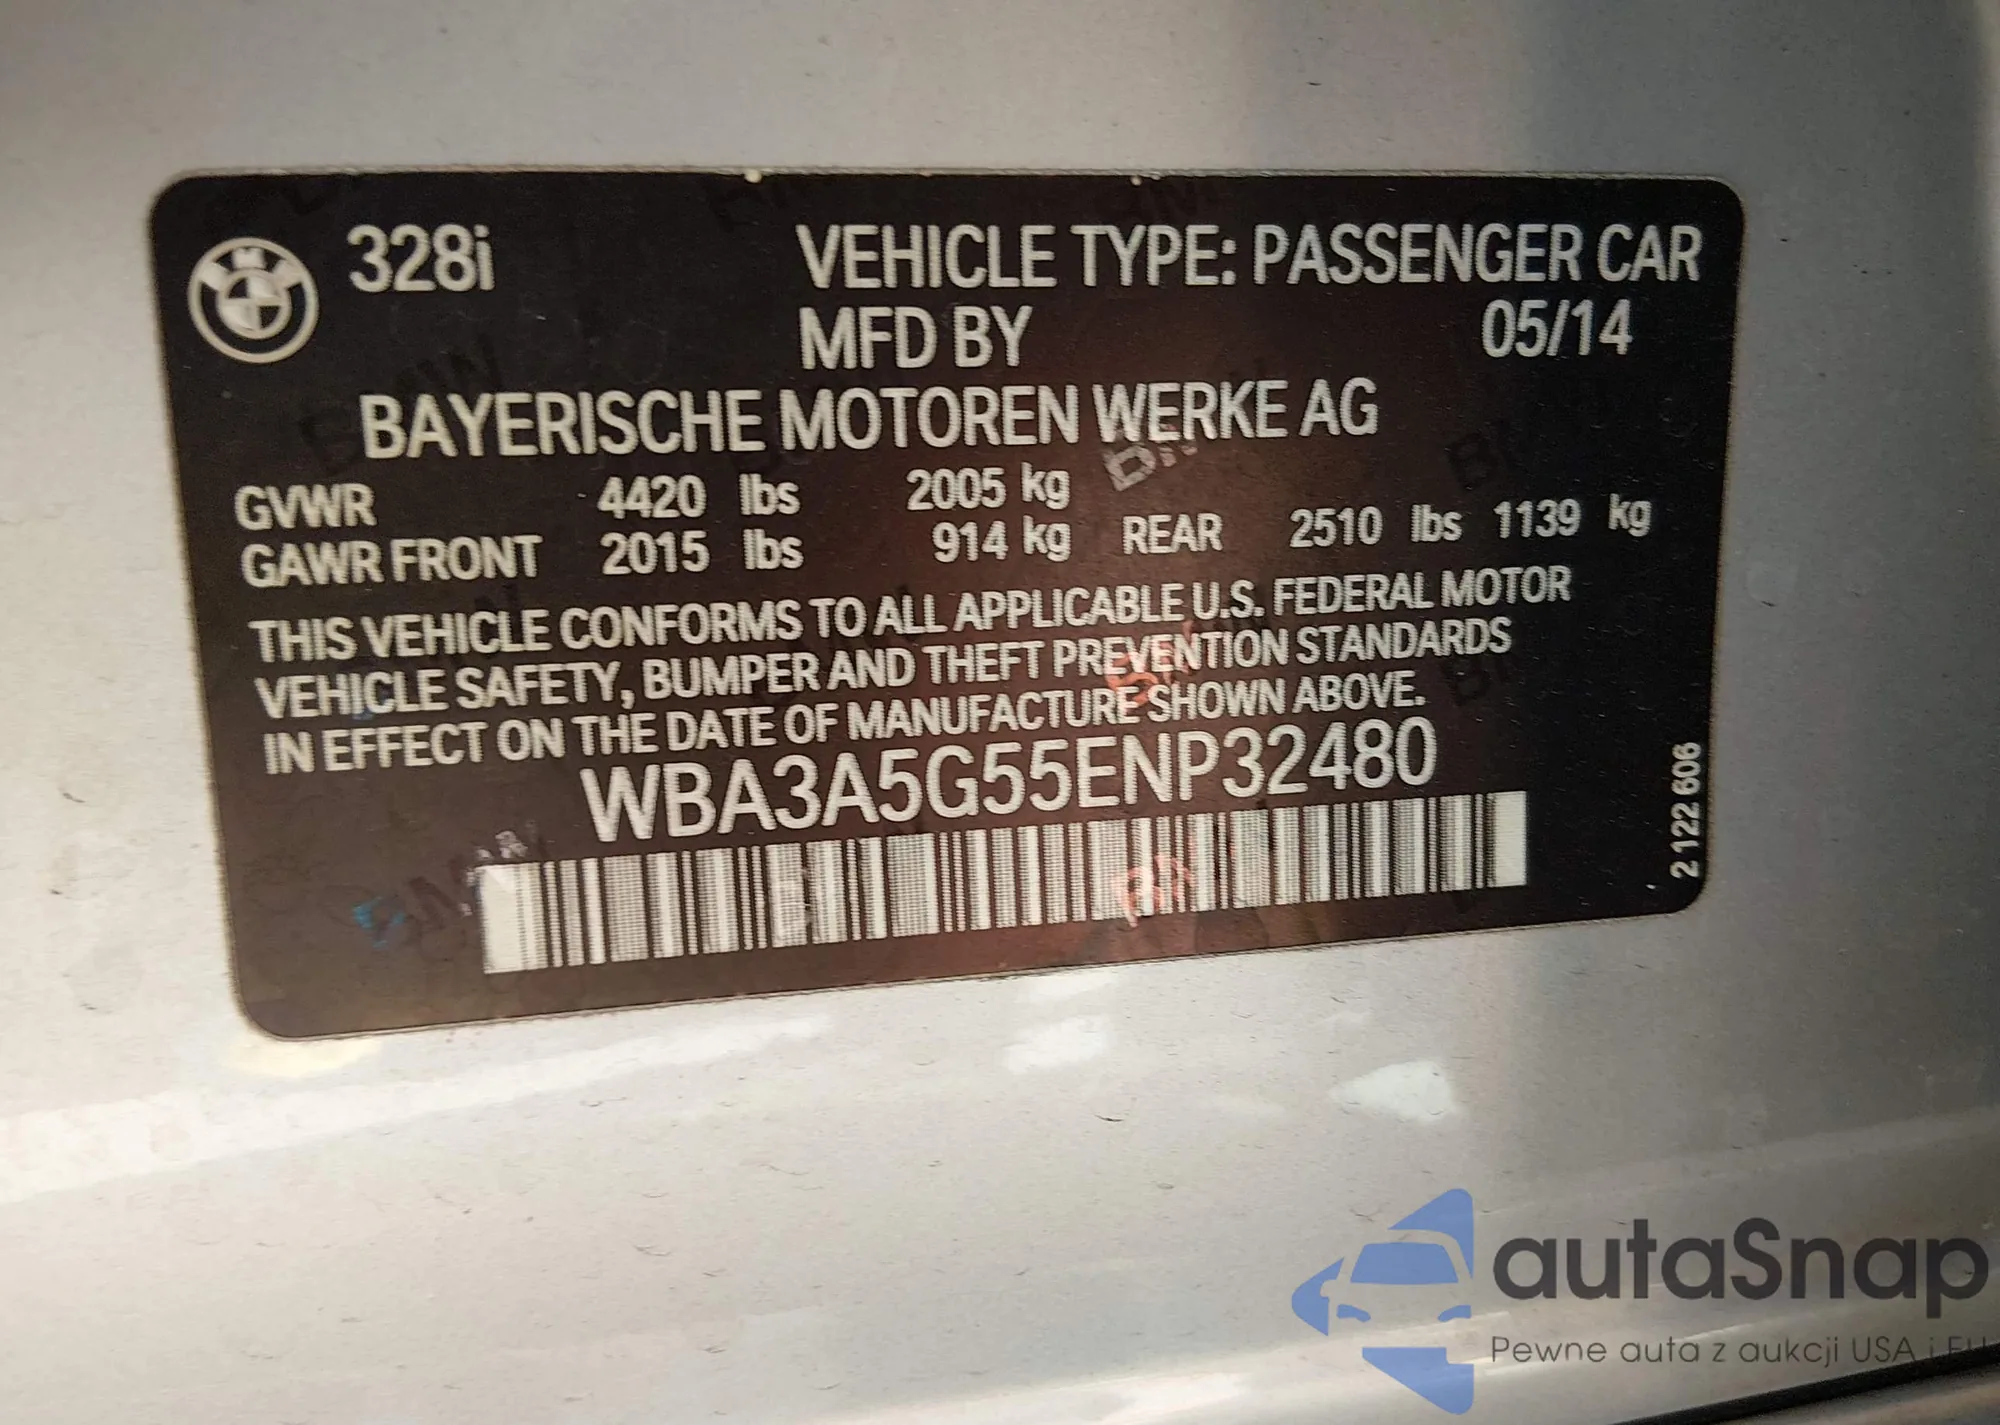 328i VEHICLE TYPE: PASSENGER CAR
MFD BY 05/14
BAYERISCHE MOTOREN WERKE AG
GVWR 4420 lbs 2005 kg
GAWR FRONT 2015 lbs 914 kg REAR 2510 lbs 1139 kg
THIS VEHICLE CONFORMS TO ALL APPLICABLE U.S. FEDERAL MOTOR
VEHICLE SAFETY, BUMPER AND THEFT PREVENTION STANDARDS
IN EFFECT ON THE DATE OF MANUFACTURE SHOWN ABOVE.
WBA3A5G55ENP32480
2 122 606
autaSnap
Pewne auta z aukcji USA i EU